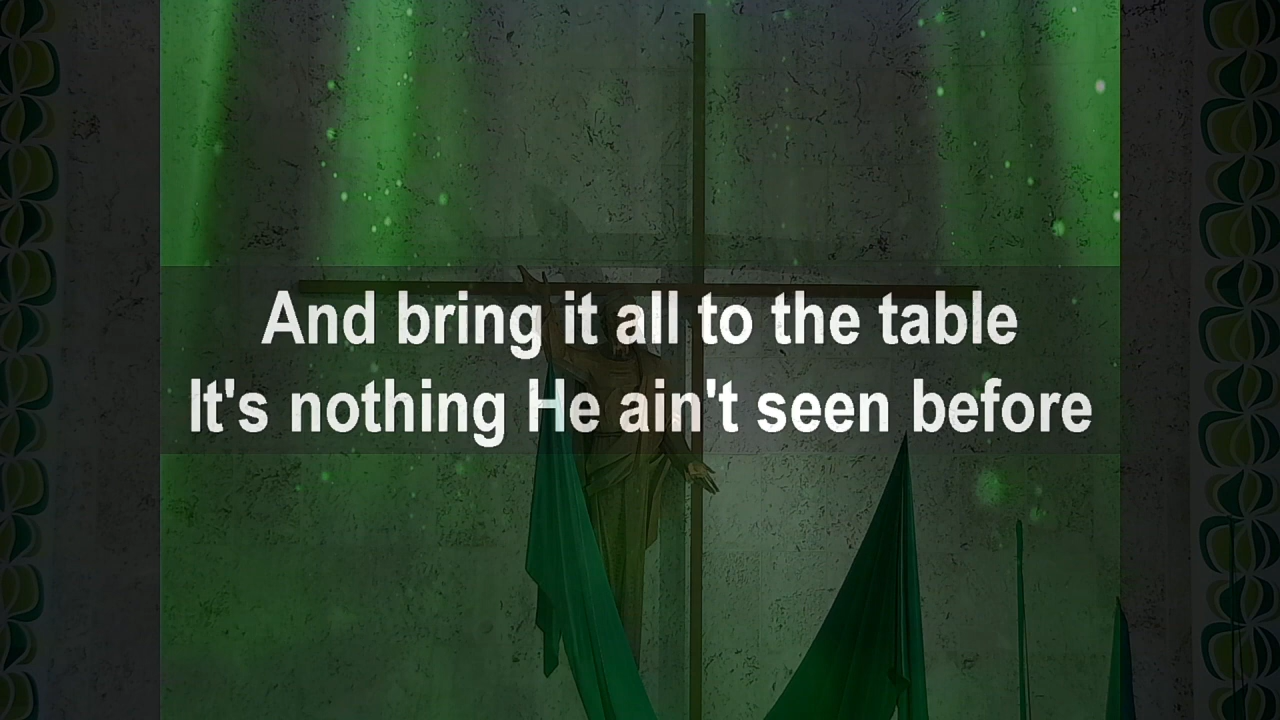 And bring it all to the table
It's nothing He ain't seen before